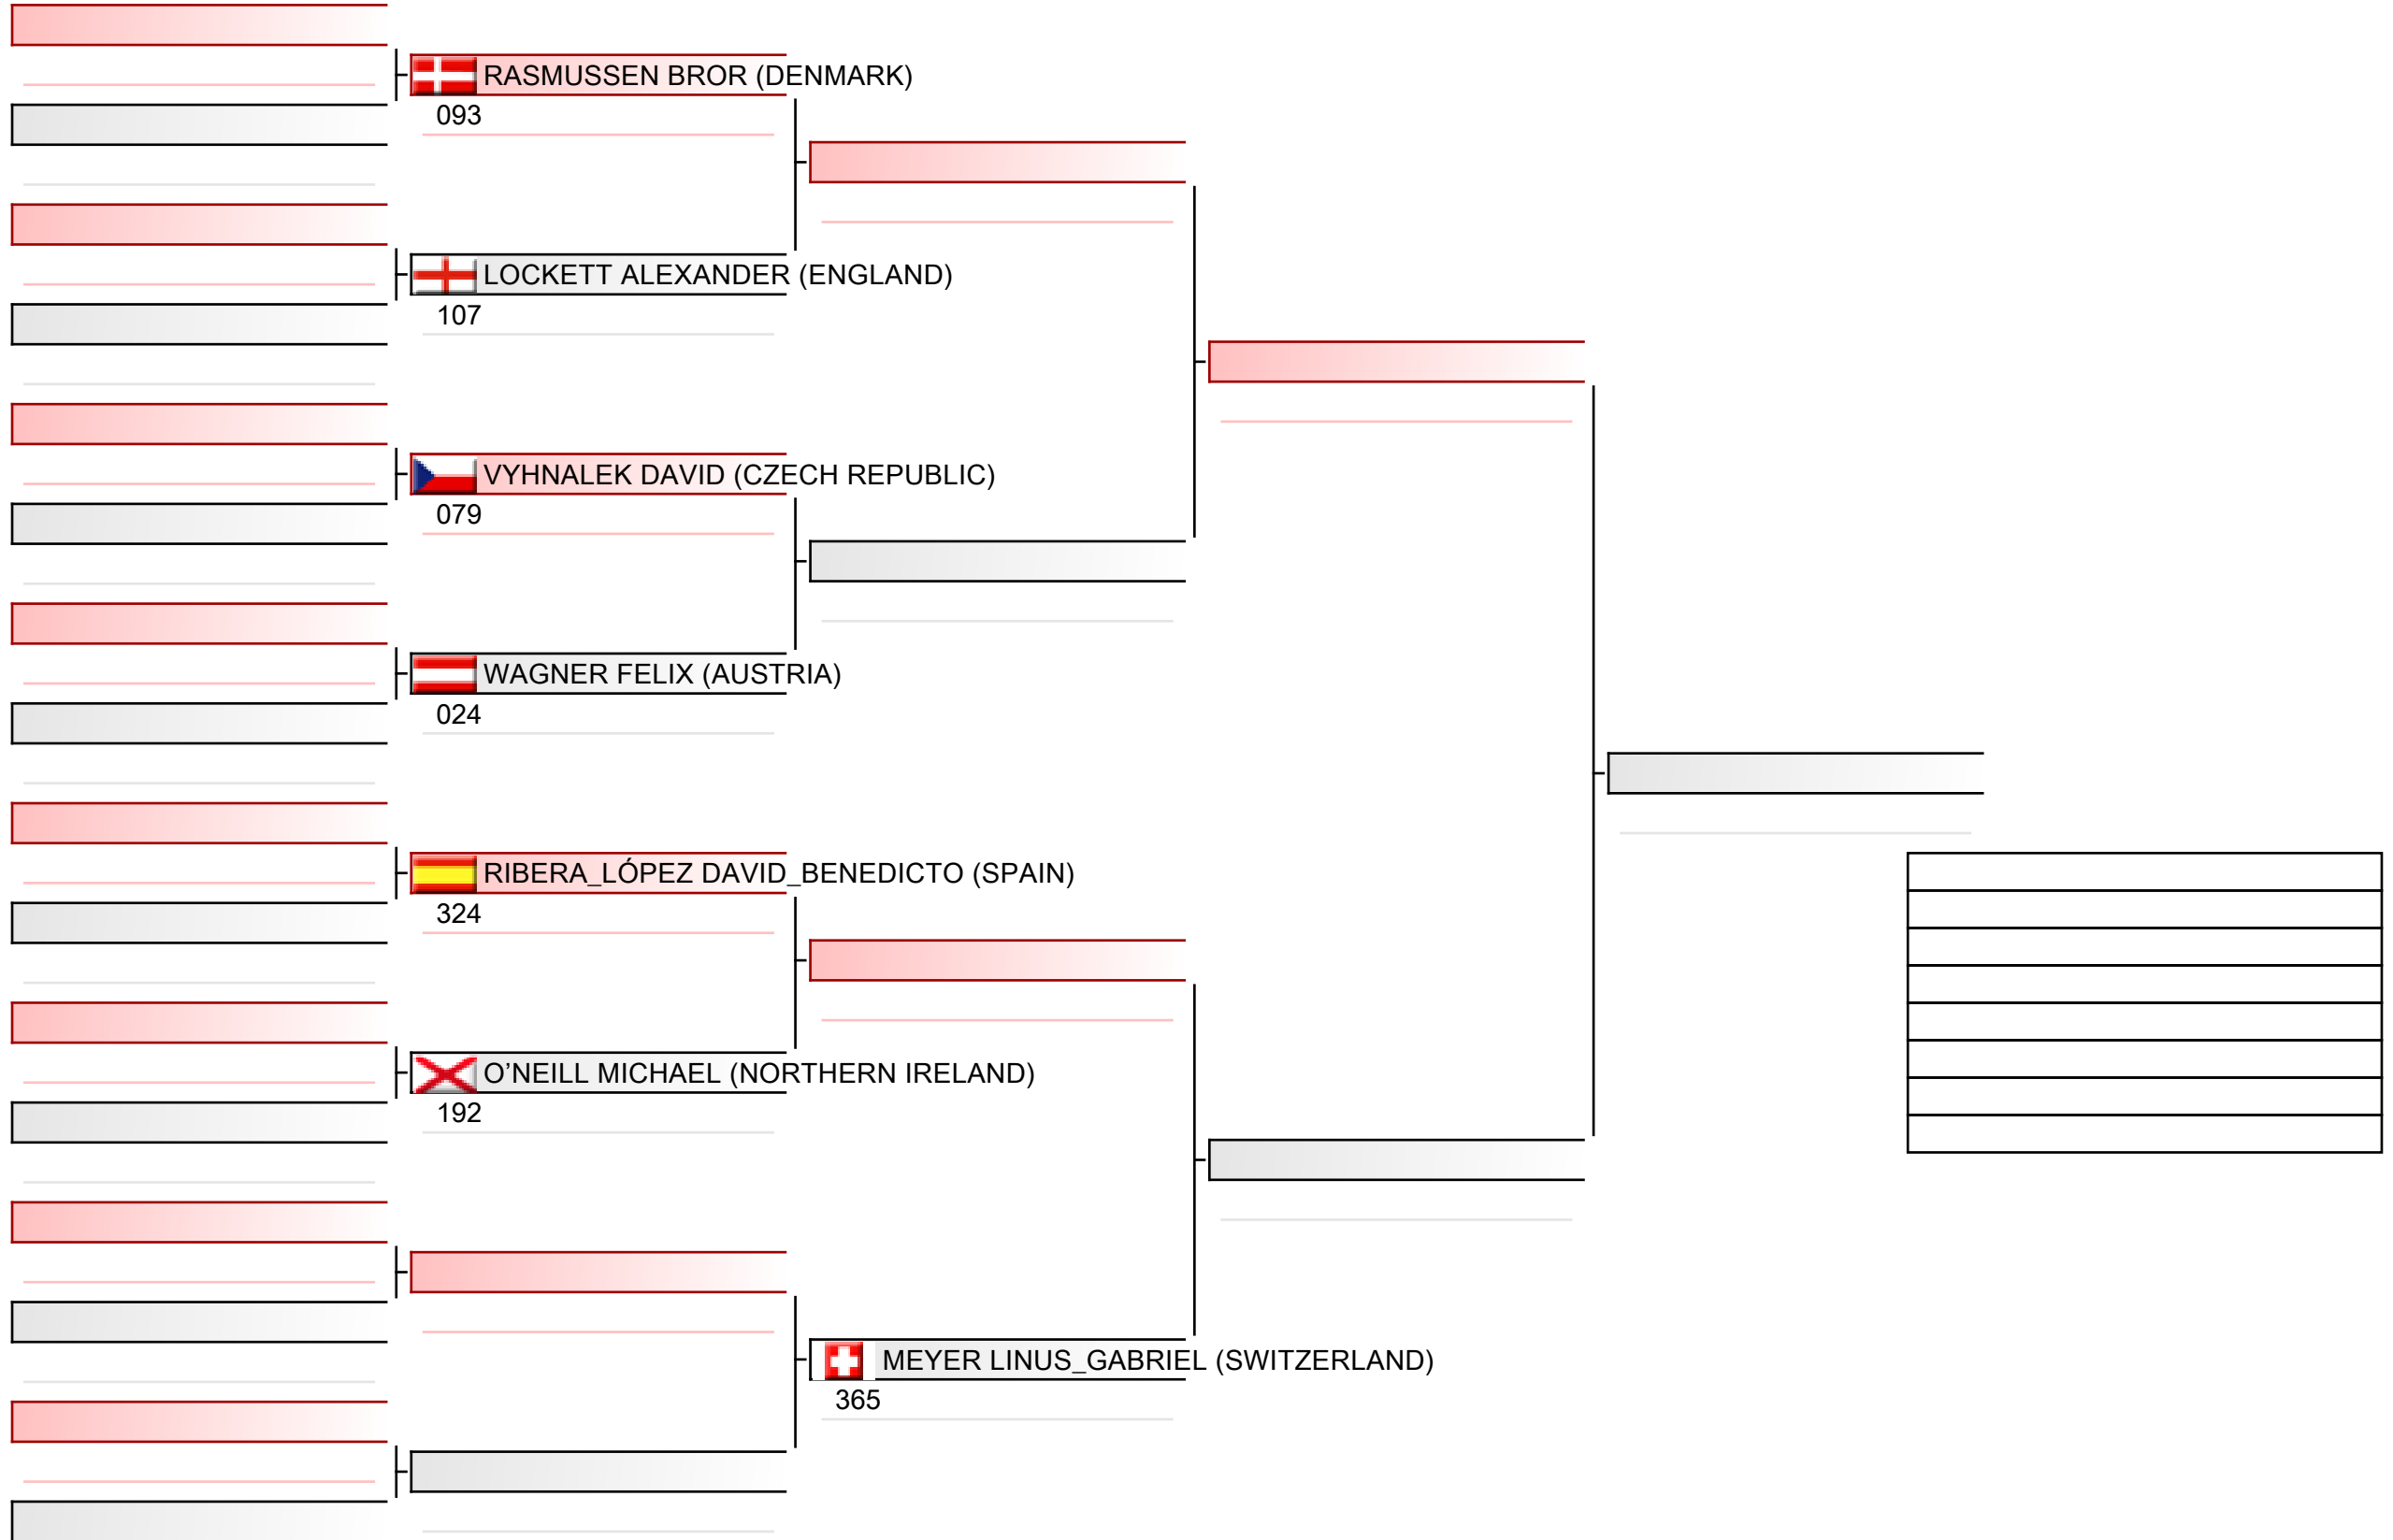 RASMUSSEN BROR (DENMARK)
093
LOCKETT ALEXANDER (ENGLAND)
107
VYHNALEK DAVID (CZECH REPUBLIC)
079
WAGNER FELIX (AUSTRIA)
024
RIBERA_LÓPEZ DAVID_BENEDICTO (SPAIN)
324
O’NEILL MICHAEL (NORTHERN IRELAND)
192
MEYER LINUS_GABRIEL (SWITZERLAND)
365